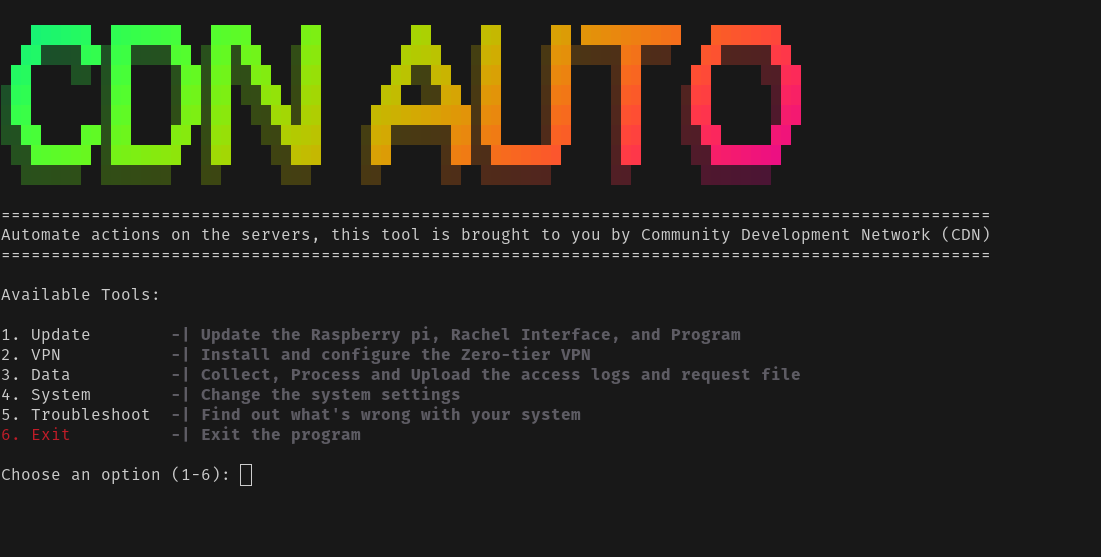 CDN AUTO
===================================================================================================
Automate actions on the servers, this tool is brought to you by Community Development Network (CDN)
===================================================================================================
Available Tools:
1. Update        -| Update the Raspberry pi, Rachel Interface, and Program
2. VPN           -| Install and configure the Zero-tier VPN
3. Data          -| Collect, Process and Upload the access logs and request file
4. System        -| Change the system settings
5. Troubleshoot  -| Find out what's wrong with your system
6. Exit          -| Exit the program
Choose an option (1-6):